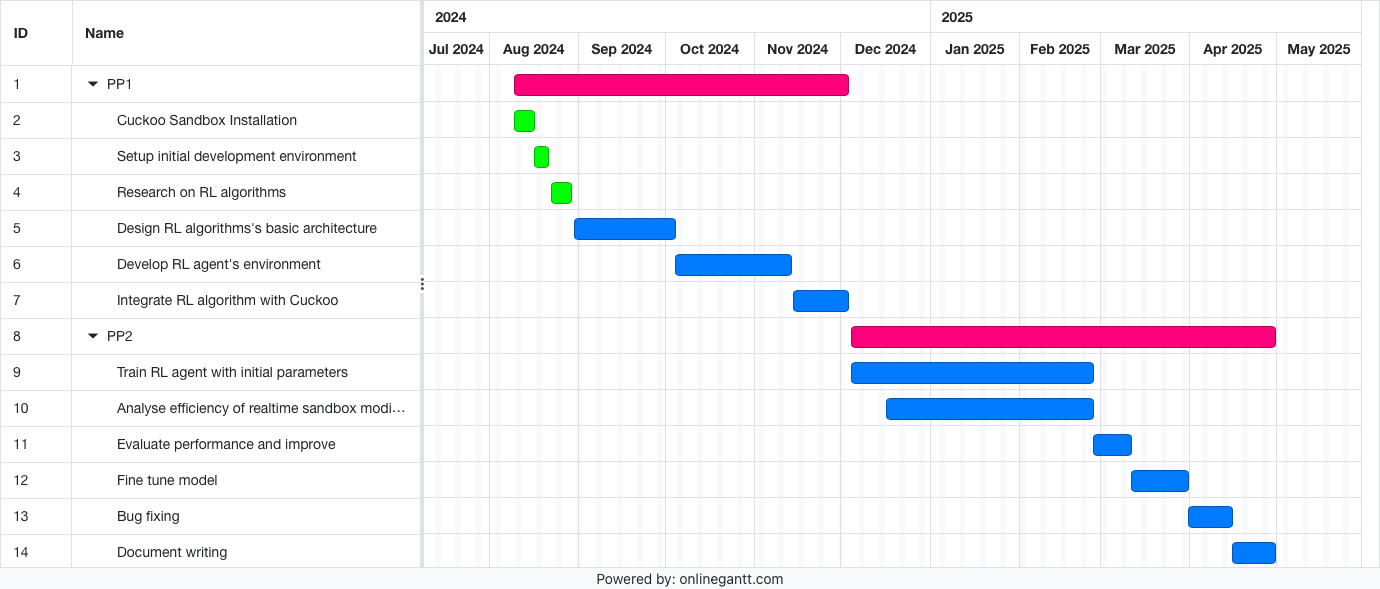 2024 2025
ID Name
Jul 2024 Aug 2024 Sep 2024 Oct 2024 Nov 2024 Dec 2024 Jan 2025 Feb 2025 Mar 2025 Apr 2025 May 2025
1 PP1
2 Cuckoo Sandbox Installation
3 Setup initial development environment
4 Research on RL algorithms
5 Design RL algorithms's basic architecture
6 Develop RL agent's environment
7 Integrate RL algorithm with Cuckoo
8 PP2
9 Train RL agent with initial parameters
10 Analyse efficiency of realtime sandbox modi…
11 Evaluate performance and improve
12 Fine tune model
13 Bug fixing
14 Document writing
Powered by: onlinegantt.com